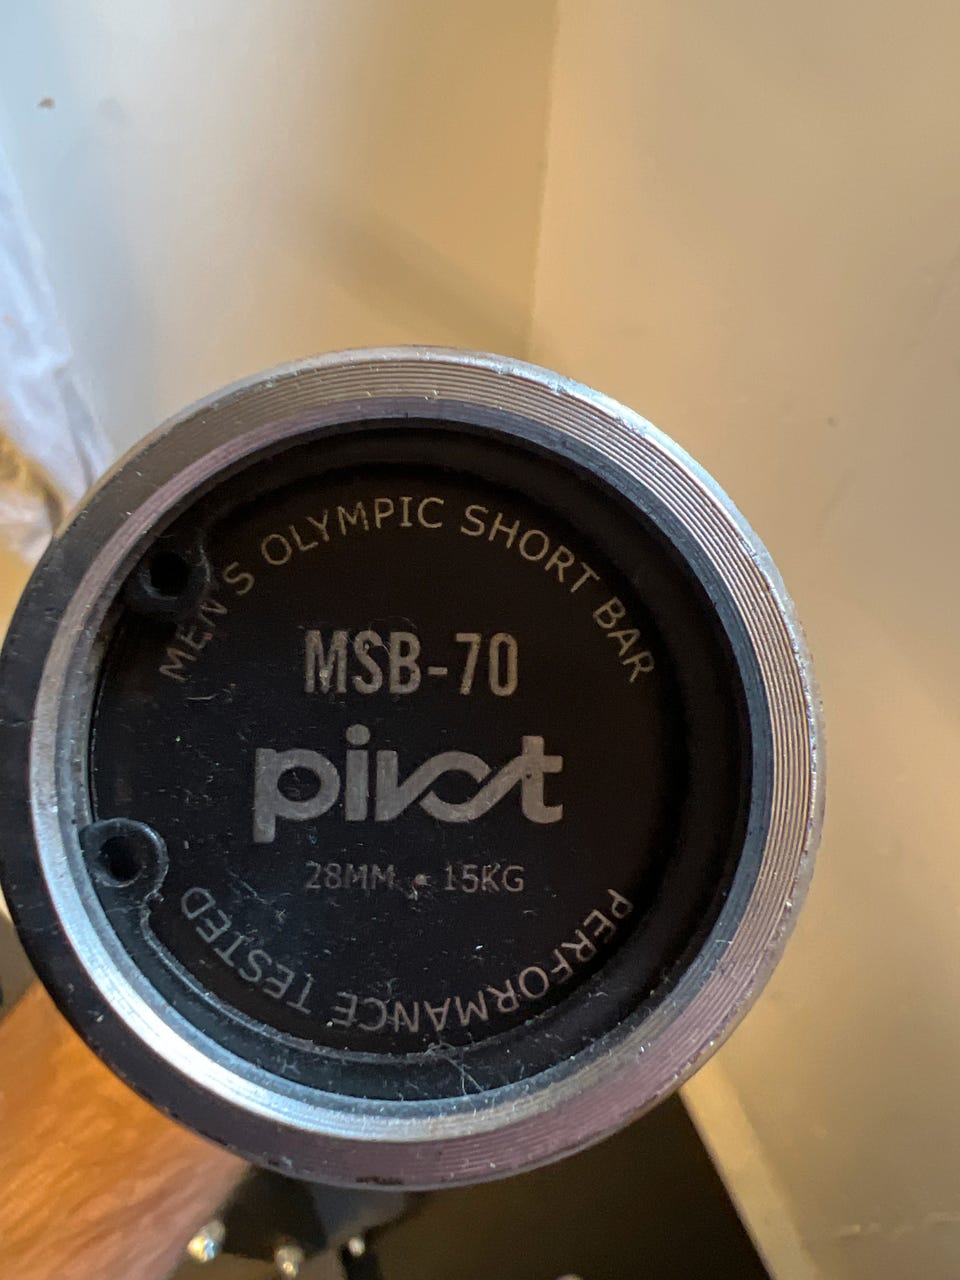 MEN'S OLYMPIC SHORT BAR
MSB-70
pivot
28MM • 15KG
PERFORMANCE TESTED